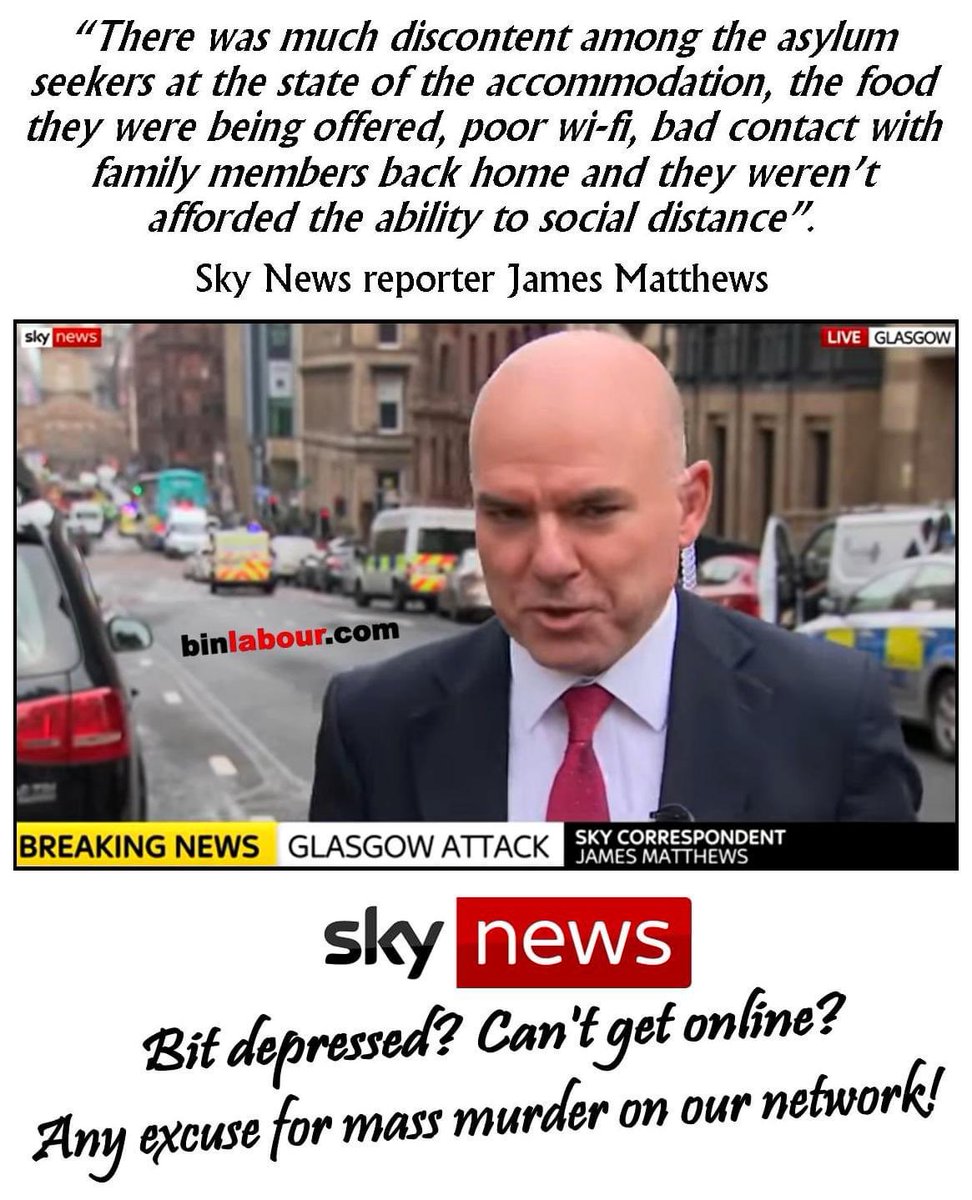 “There was much discontent among the asylum
seekers at the state of the accommodation, the food
they were being offered, poor wi-fi, bad contact with
family members back home and they weren’t
afforded the ability to social distance”.
Sky News reporter James Matthews
sky news
LIVE GLASGOW
binlabour.com
BREAKING NEWS GLASGOW ATTACK
SKY CORRESPONDENT
JAMES MATTHEWS
sky news
Bit depressed? Can't get online?
Any excuse for mass murder on our network!